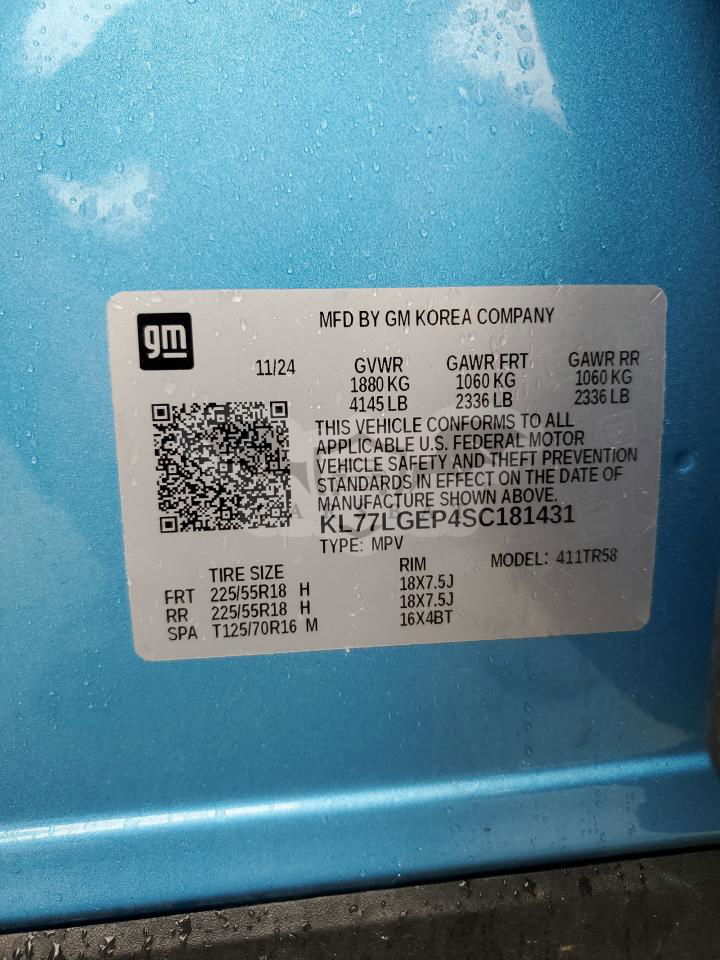 gm
MFD BY GM KOREA COMPANY
11/24 GVWR GAWR FRT GAWR RR
1880 KG 1060 KG 1060 KG
4145 LB 2336 LB 2336 LB
THIS VEHICLE CONFORMS TO ALL
APPLICABLE U.S. FEDERAL MOTOR
VEHICLE SAFETY AND THEFT PREVENTION
STANDARDS IN EFFECT ON THE DATE OF
MANUFACTURE SHOWN ABOVE.
KL77LGEP4SC181431
TYPE: MPV
TIRE SIZE RIM MODEL: 411TR58
FRT 225/55R18 H 18X7.5J
RR 225/55R18 H 18X7.5J
SPA T125/70R16 M 16X4BT